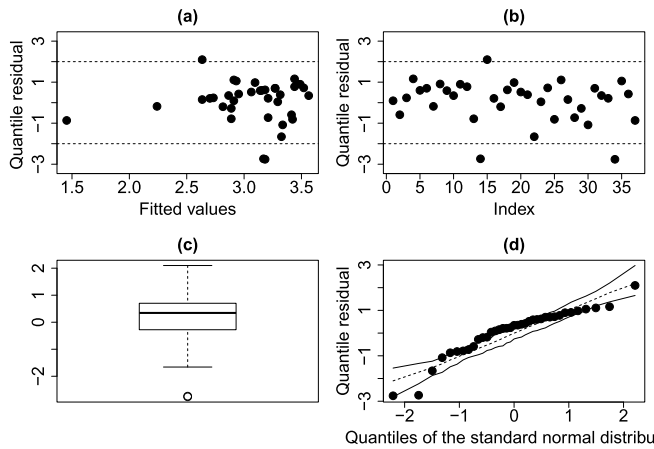 (a)
Quantile residual
3
1
-1
-3
1.5 2.0 2.5 3.0 3.5
Fitted values
(b)
Quantile residual
3
1
-1
-3
0 5 10 15 20 25 30 35
Index
(c)
2
1
0
-2
(d)
Quantile residual
3
1
-1
-3
-2 -1 0 1 2
Quantiles of the standard normal distribu